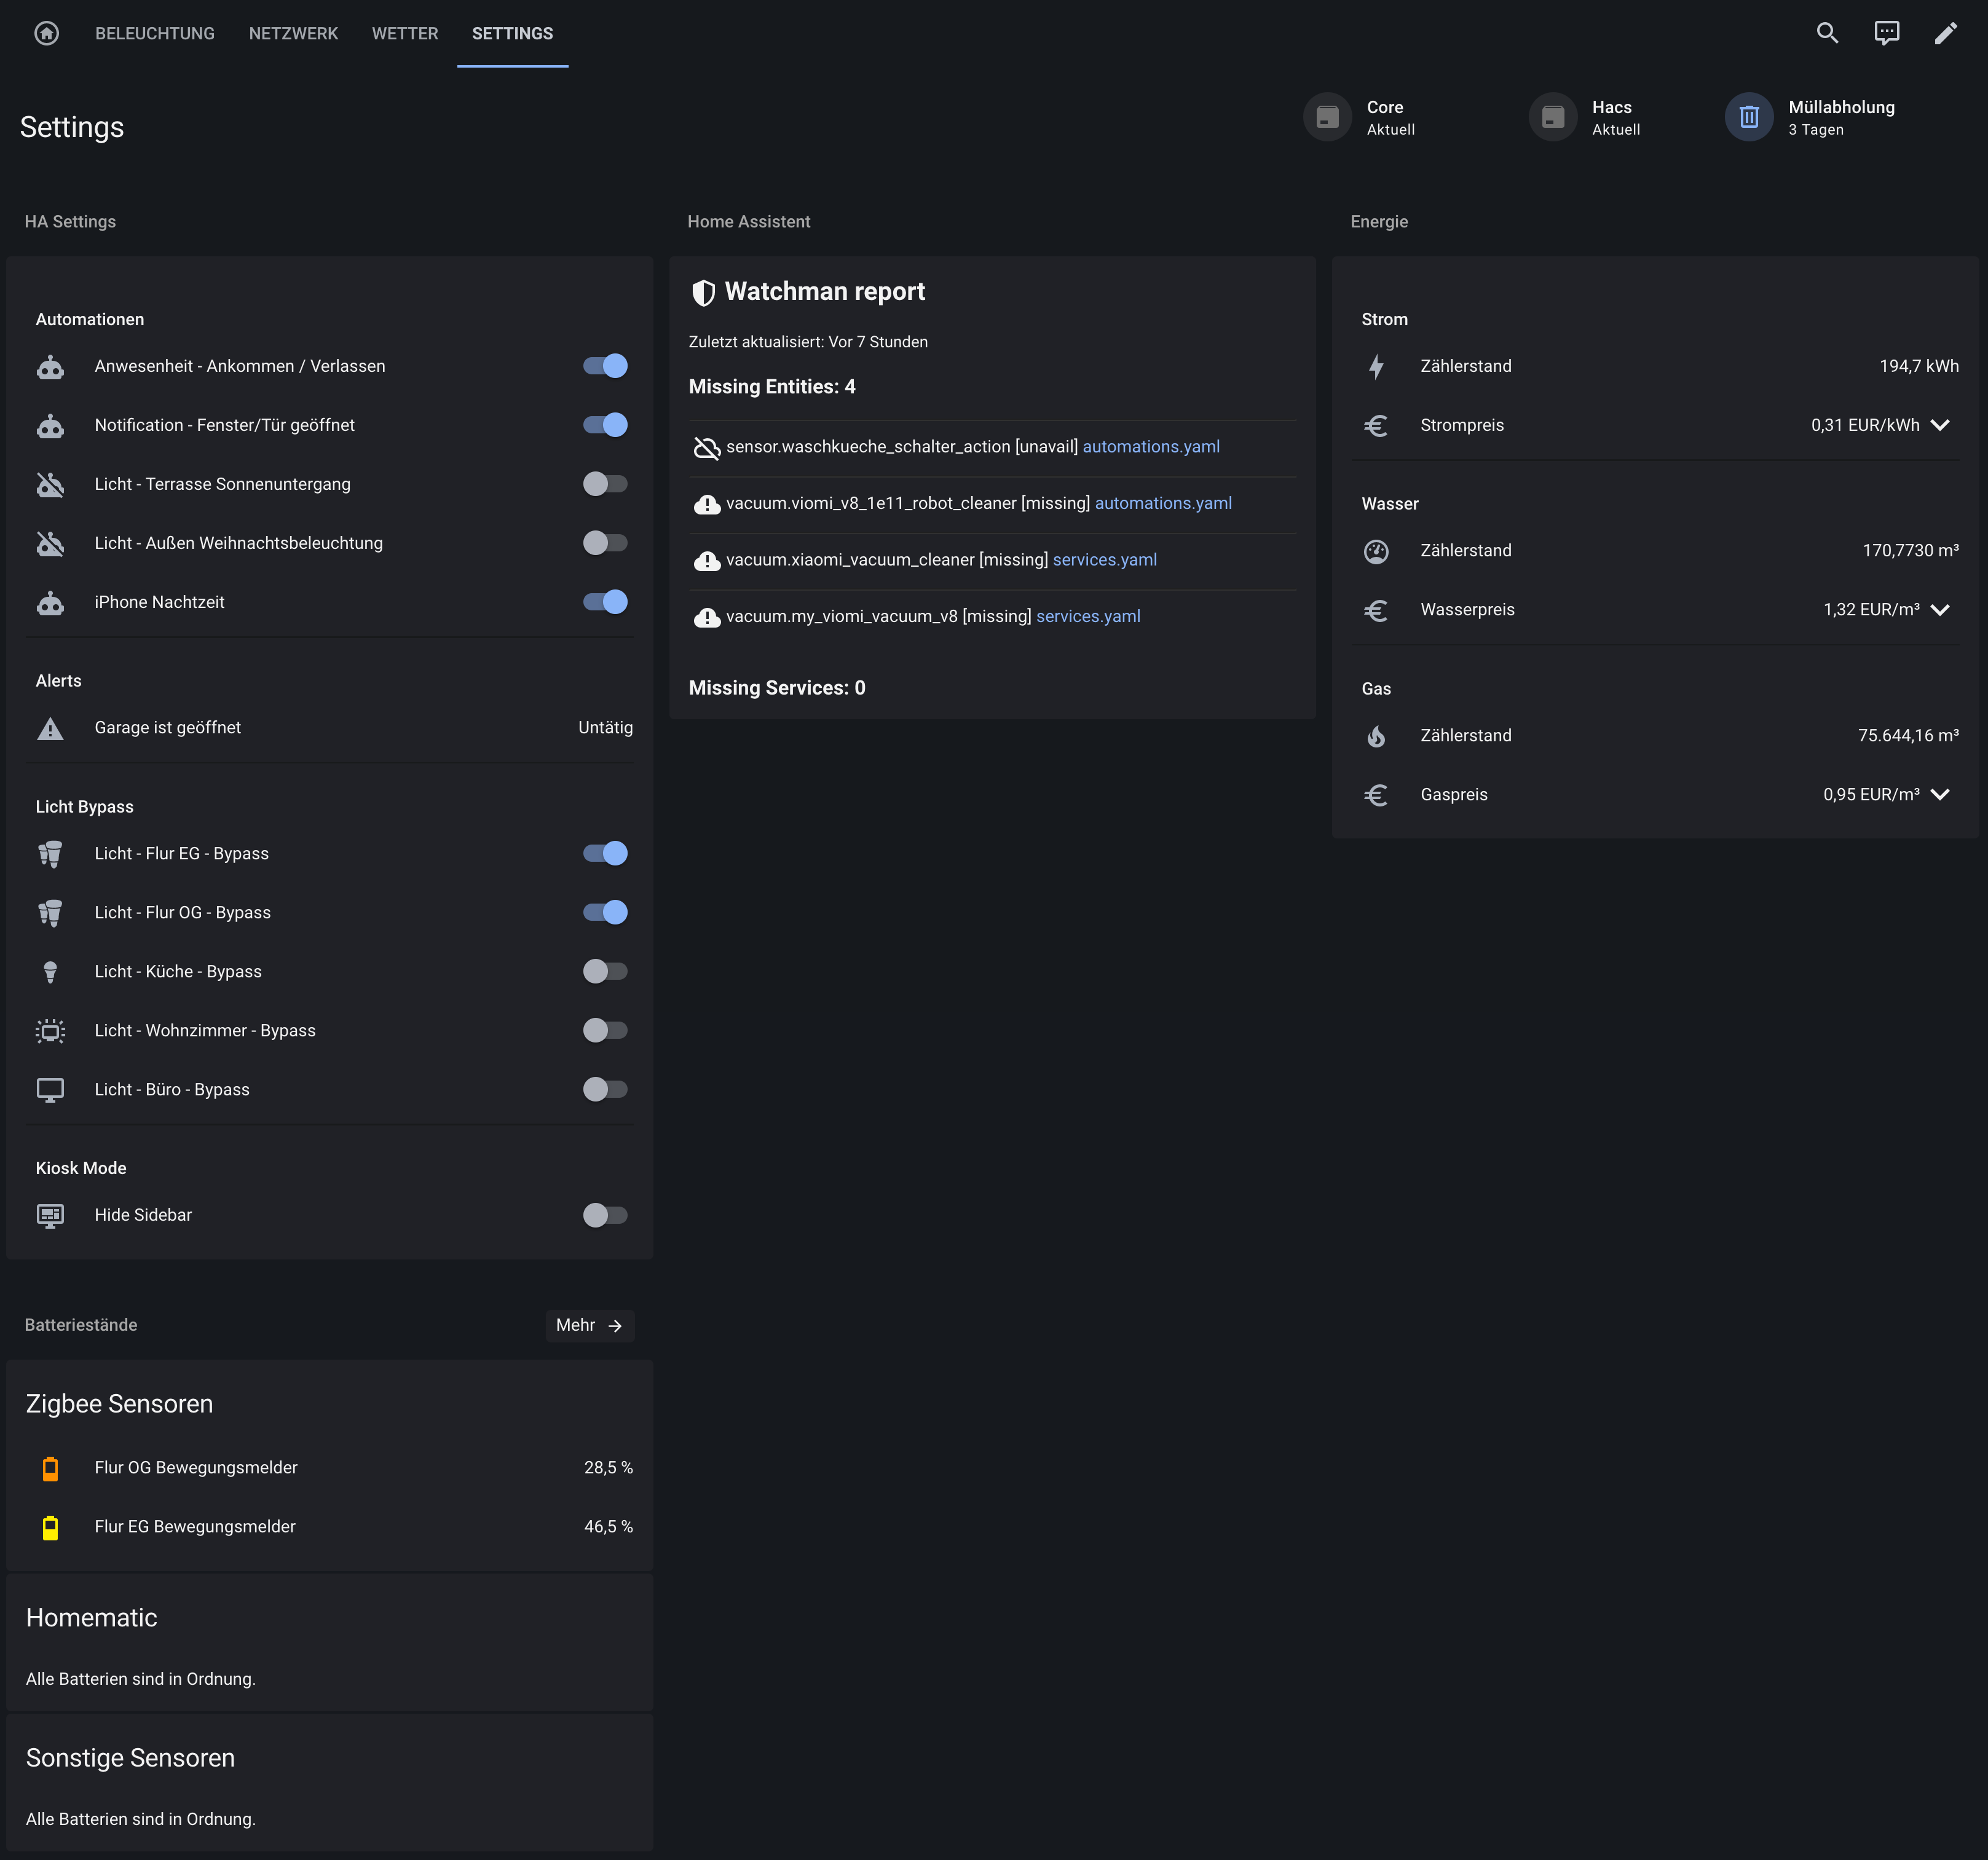 BELEUCHTUNG NETZWERK WETTER SETTINGS
Settings
Core
Aktuell
Hacs
Aktuell
Müllabholung
3 Tagen
HA Settings
Automationen
Anwesenheit - Ankommen / Verlassen
Notification - Fenster/Tür geöffnet
Licht - Terrasse Sonnenuntergang
Licht - Außen Weihnachtsbeleuchtung
iPhone Nachtzeit
Alerts
Garage ist geöffnet Untätig
Licht Bypass
Licht - Flur EG - Bypass
Licht - Flur OG - Bypass
Licht - Küche - Bypass
Licht - Wohnzimmer - Bypass
Licht - Büro - Bypass
Kiosk Mode
Hide Sidebar
Batteriestände Mehr
Zigbee Sensoren
Flur OG Bewegungsmelder 28,5 %
Flur EG Bewegungsmelder 46,5 %
Homematic
Alle Batterien sind in Ordnung.
Sonstige Sensoren
Alle Batterien sind in Ordnung.
Home Assistent
Watchman report
Zuletzt aktualisiert: Vor 7 Stunden
Missing Entities: 4
sensor.waschkueche_schalter_action [unavail] automations.yaml
vacuum.viomi_v8_1e11_robot_cleaner [missing] automations.yaml
vacuum.xiaomi_vacuum_cleaner [missing] services.yaml
vacuum.my_viomi_vacuum_v8 [missing] services.yaml
Missing Services: 0
Energie
Strom
Zählerstand 194,7 kWh
Strompreis 0,31 EUR/kWh
Wasser
Zählerstand 170,7730 m³
Wasserpreis 1,32 EUR/m³
Gas
Zählerstand 75.644,16 m³
Gaspreis 0,95 EUR/m³